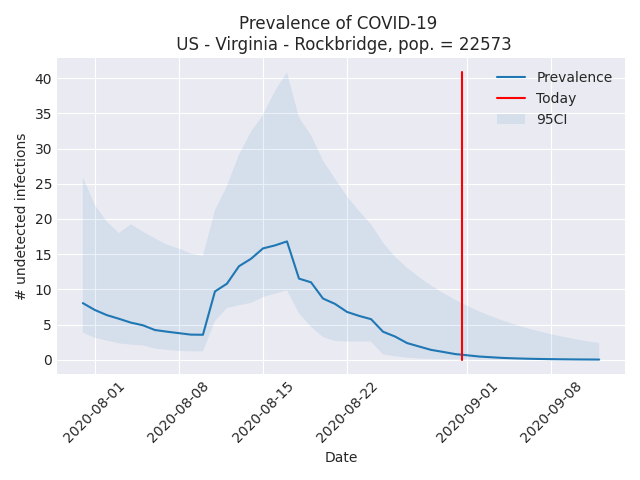 Prevalence of COVID-19
US - Virginia - Rockbridge, pop. = 22573
# undetected infections
40
35
30
25
20
15
10
5
0
Prevalence
Today
95CI
2020-08-01
2020-08-08
2020-08-15
2020-08-22
2020-09-01
2020-09-08
Date